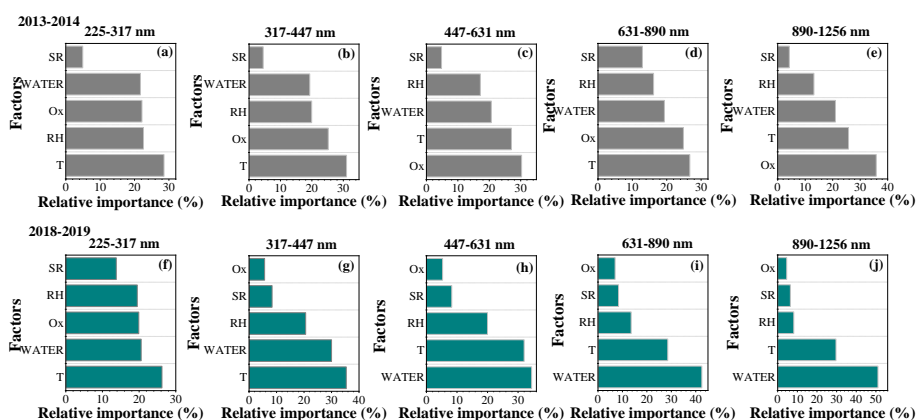 2013-2014
225-317 nm
(a)
Factors
SR
WATER
Ox
RH
T
0 10 20 30
Relative importance (%)
317-447 nm
(b)
Factors
SR
WATER
RH
Ox
T
0 10 20 30
Relative importance (%)
447-631 nm
(c)
Factors
SR
RH
WATER
T
Ox
0 10 20 30
Relative importance (%)
631-890 nm
(d)
Factors
SR
RH
WATER
Ox
T
0 10 20 30
Relative importance (%)
890-1256 nm
(e)
Factors
SR
RH
WATER
T
Ox
0 10 20 30 40
Relative importance (%)
2018-2019
225-317 nm
(f)
Factors
SR
RH
Ox
WATER
T
0 10 20 30
Relative importance (%)
317-447 nm
(g)
Factors
Ox
SR
RH
WATER
T
0 10 20 30 40
Relative importance (%)
447-631 nm
(h)
Factors
Ox
SR
RH
T
WATER
0 10 20 30
Relative importance (%)
631-890 nm
(i)
Factors
Ox
SR
RH
T
WATER
0 10 20 30 40
Relative importance (%)
890-1256 nm
(j)
Factors
Ox
SR
RH
T
WATER
0 10 20 30 40 50
Relative importance (%)